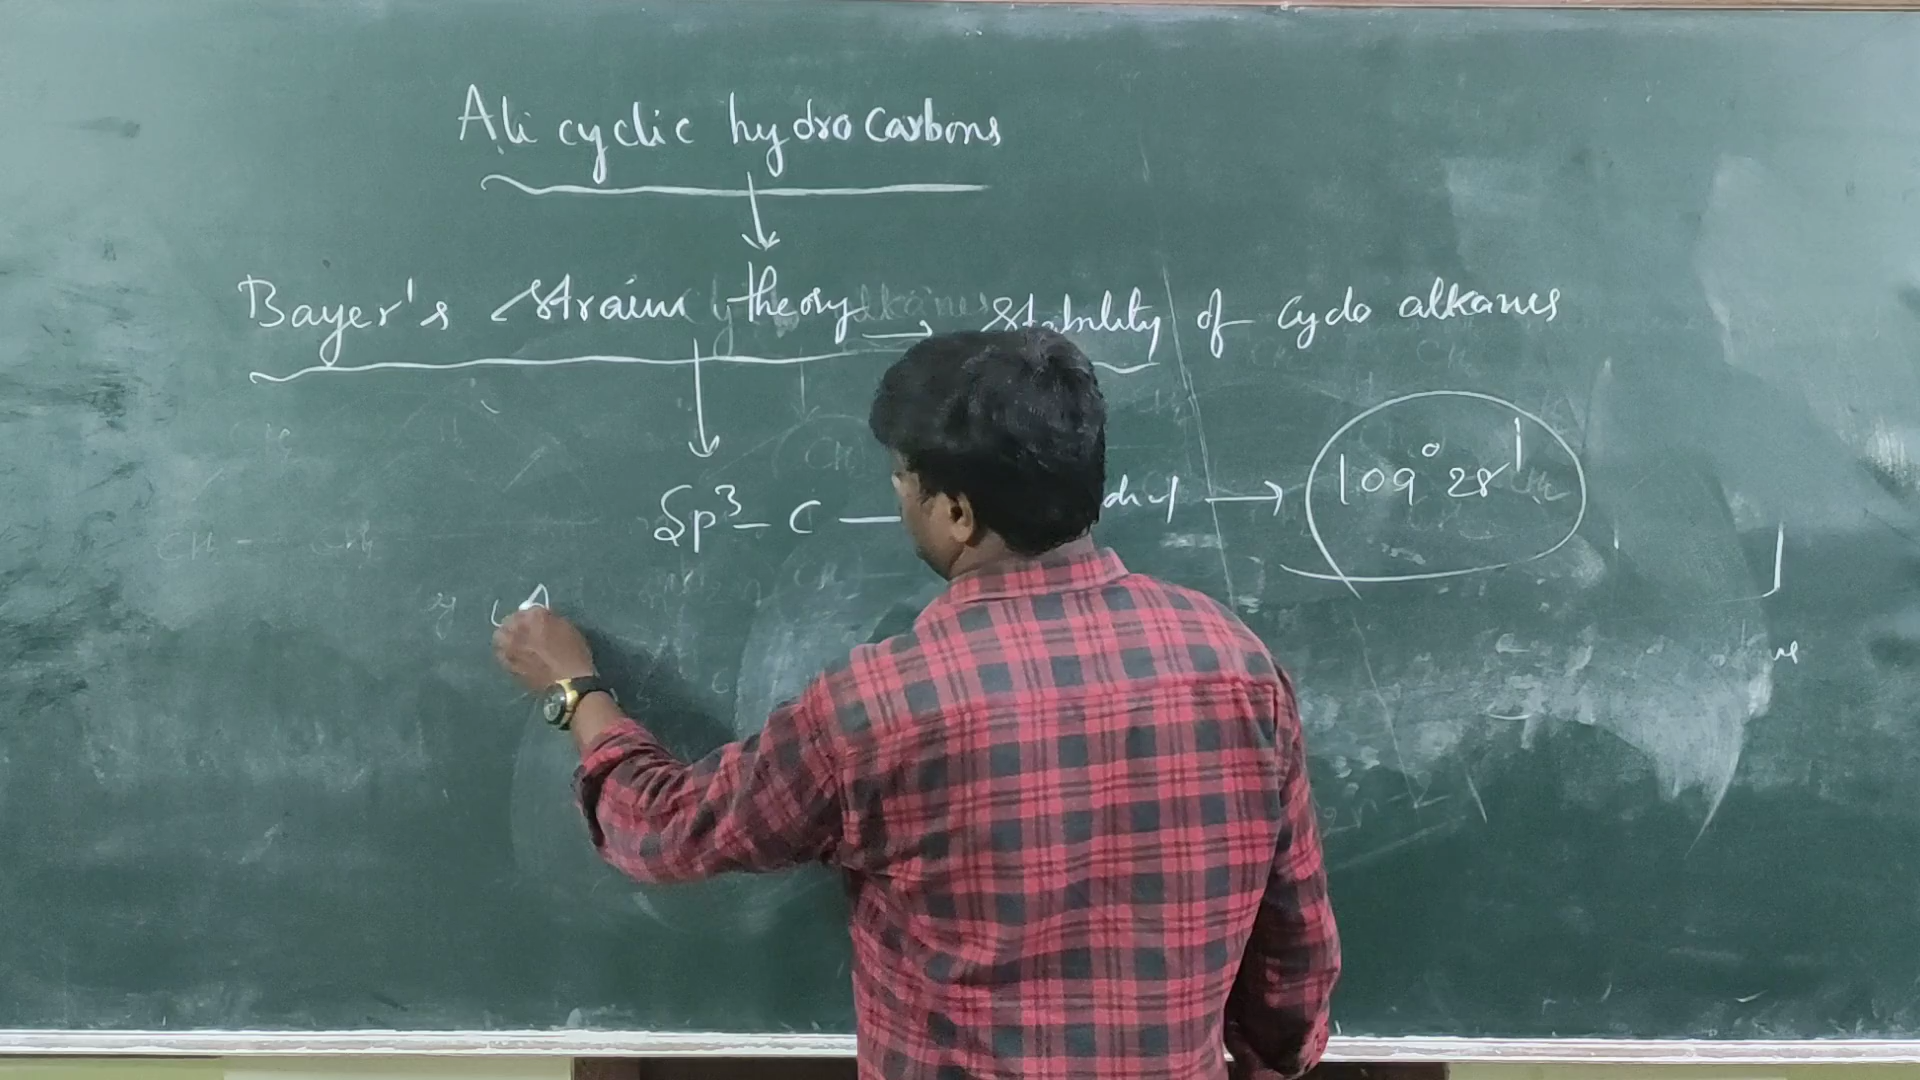 Ali cyclic hydro carbons
Bayer's strain theory → stability of cyclo alkanes
Sp³ - C — → 109°28'